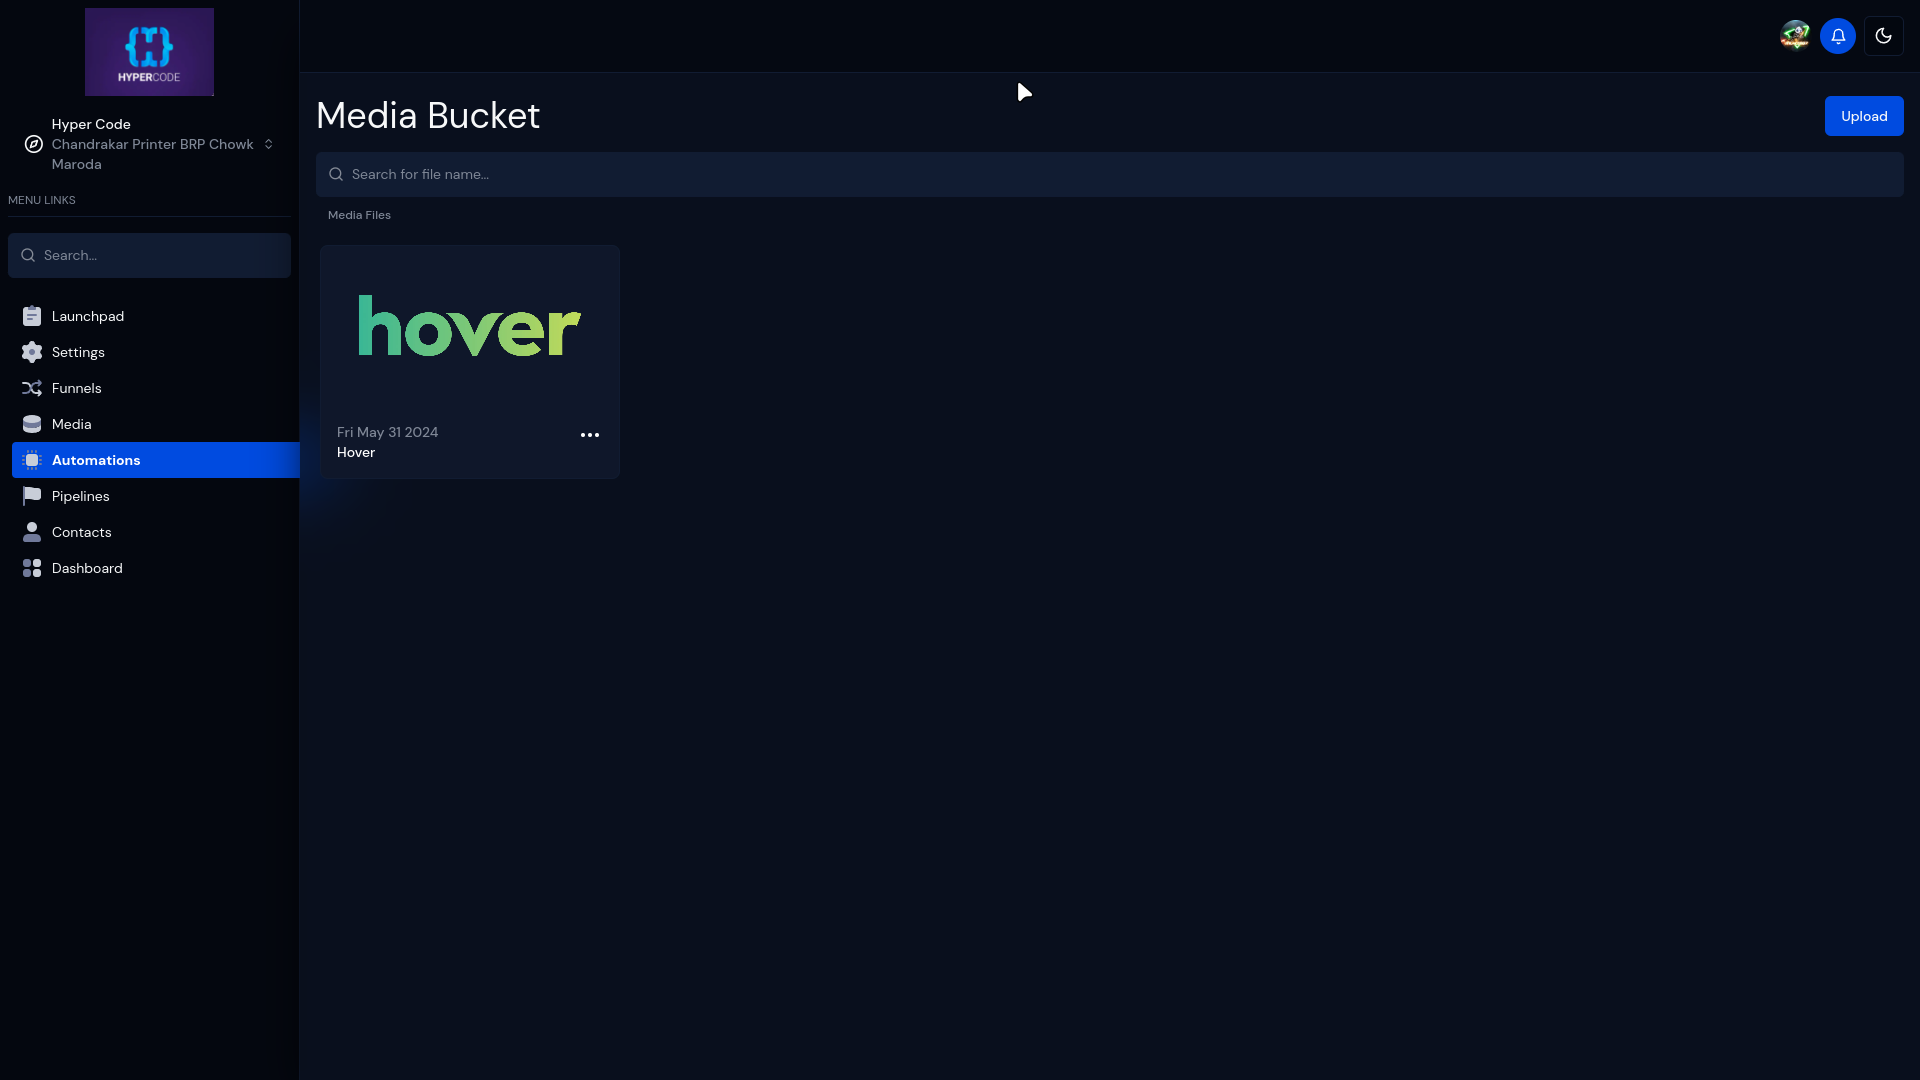 HYPERCODE
Hyper Code
Chandrakar Printer BRP Chowk
Maroda
MENU LINKS
Search...
Launchpad
Settings
Funnels
Media
Automations
Pipelines
Contacts
Dashboard
Media Bucket
Upload
Search for file name...
Media Files
hover
Fri May 31 2024
Hover